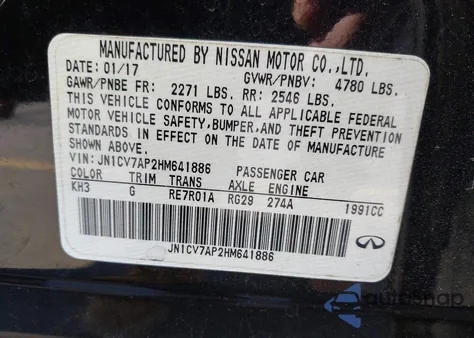 MANUFACTURED BY NISSAN MOTOR CO.,LTD.
DATE: 01/17 GVWR/PNBV: 4780 LBS.
GAWR/PNBE FR: 2271 LBS. RR: 2546 LBS.
THIS VEHICLE CONFORMS TO ALL APPLICABLE FEDERAL
MOTOR VEHICLE SAFETY, BUMPER, AND THEFT PREVENTION
STANDARDS IN EFFECT ON THE DATE OF MANUFACTURE
SHOWN ABOVE.
VIN: JN1CV7AP2HM641886 PASSENGER CAR
COLOR TRIM TRANS AXLE ENGINE
KH3 G RE7R01A RG29 274A 1991CC
JN1CV7AP2HM641886
autosnap